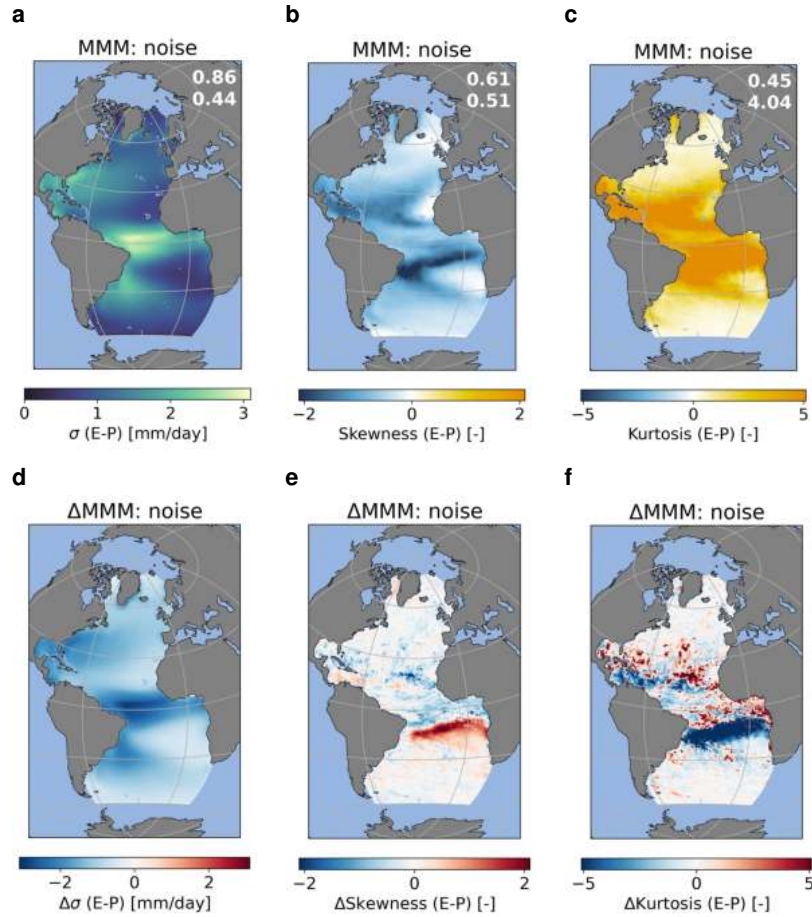 a
b
c
MMM: noise
MMM: noise
MMM: noise
0.86
0.44
0.61
0.51
0.45
4.04
0 1 2 3
σ (E-P) [mm/day]
−2 0 2
Skewness (E-P) [-]
−5 0 5
Kurtosis (E-P) [-]
d
e
f
ΔMMM: noise
ΔMMM: noise
ΔMMM: noise
−2 0 2
Δσ (E-P) [mm/day]
−2 0 2
ΔSkewness (E-P) [-]
−5 0 5
ΔKurtosis (E-P) [-]